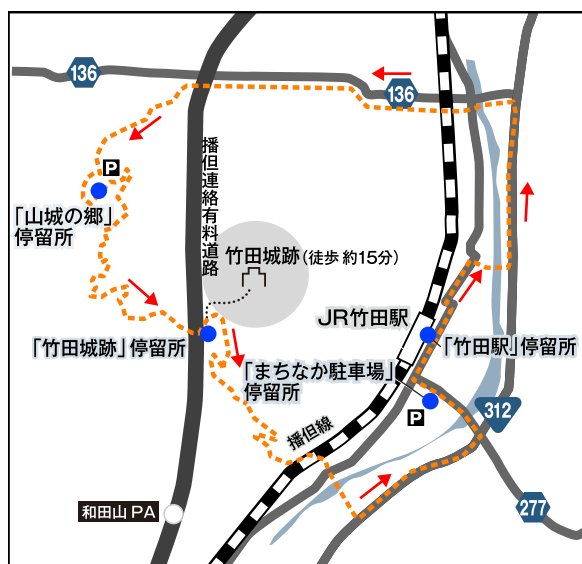 136
136
P
播但連絡有料道路
「山城の郷」
停留所
竹田城跡(徒歩 約15分)
JR竹田駅
「竹田城跡」停留所
「竹田駅」停留所
「まちなか駐車場」
停留所
P
312
播但線
和田山 PA
277